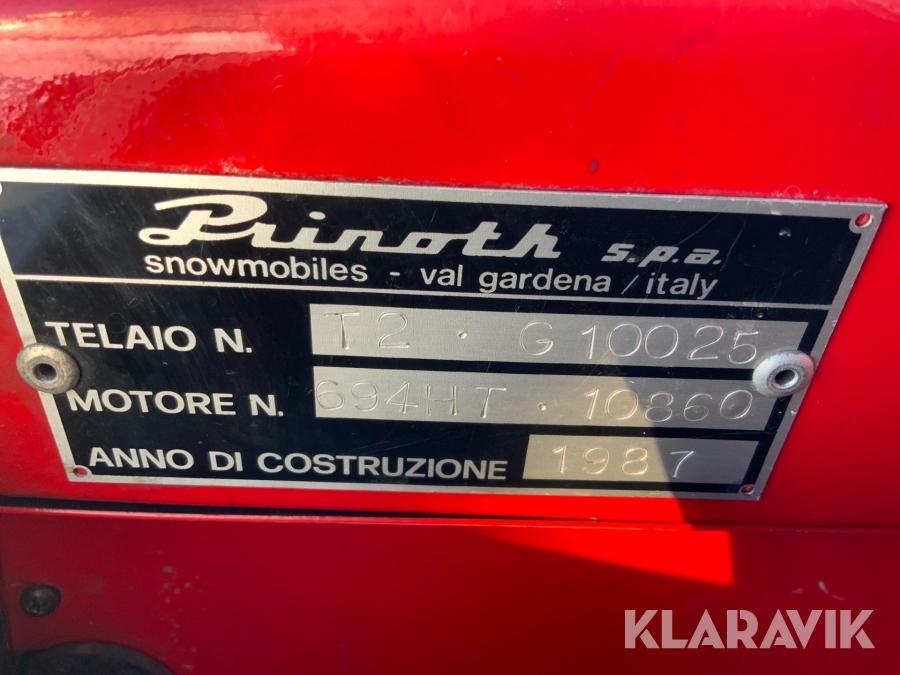 Prinoth s.p.a.
snowmobiles - val gardena / italy
TELAIO N. T2 · G 10025
MOTORE N. 694HT · 10860
ANNO DI COSTRUZIONE 1987
KLARAVIK